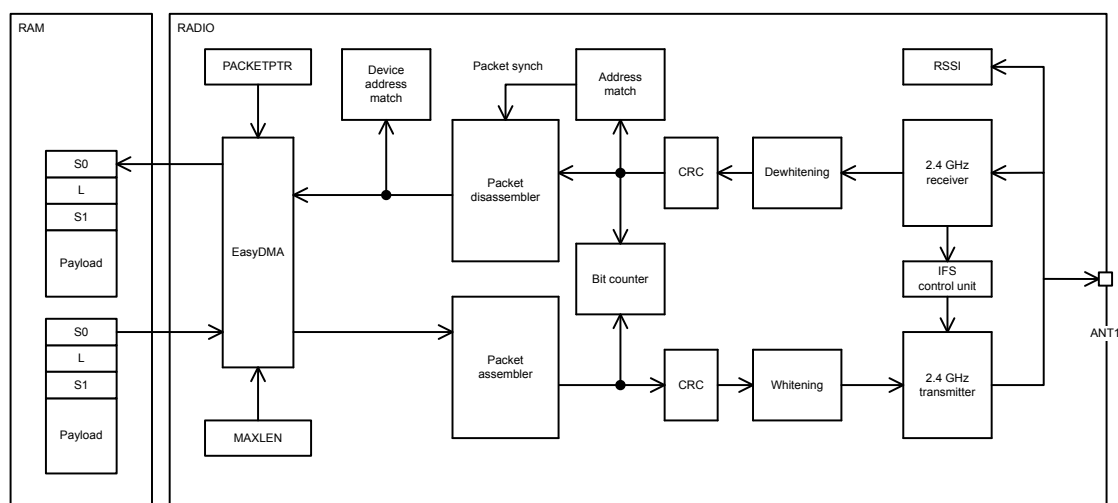 RAM
RADIO
PACKETPTR
Device
address
match
Packet synch
Address
match
RSSI
S0
L
S1
Payload
EasyDMA
Packet
disassembler
CRC
Dewhitening
2.4 GHz
receiver
Bit counter
IFS
control unit
ANT1
S0
L
S1
Payload
Packet
assembler
CRC
Whitening
2.4 GHz
transmitter
MAXLEN